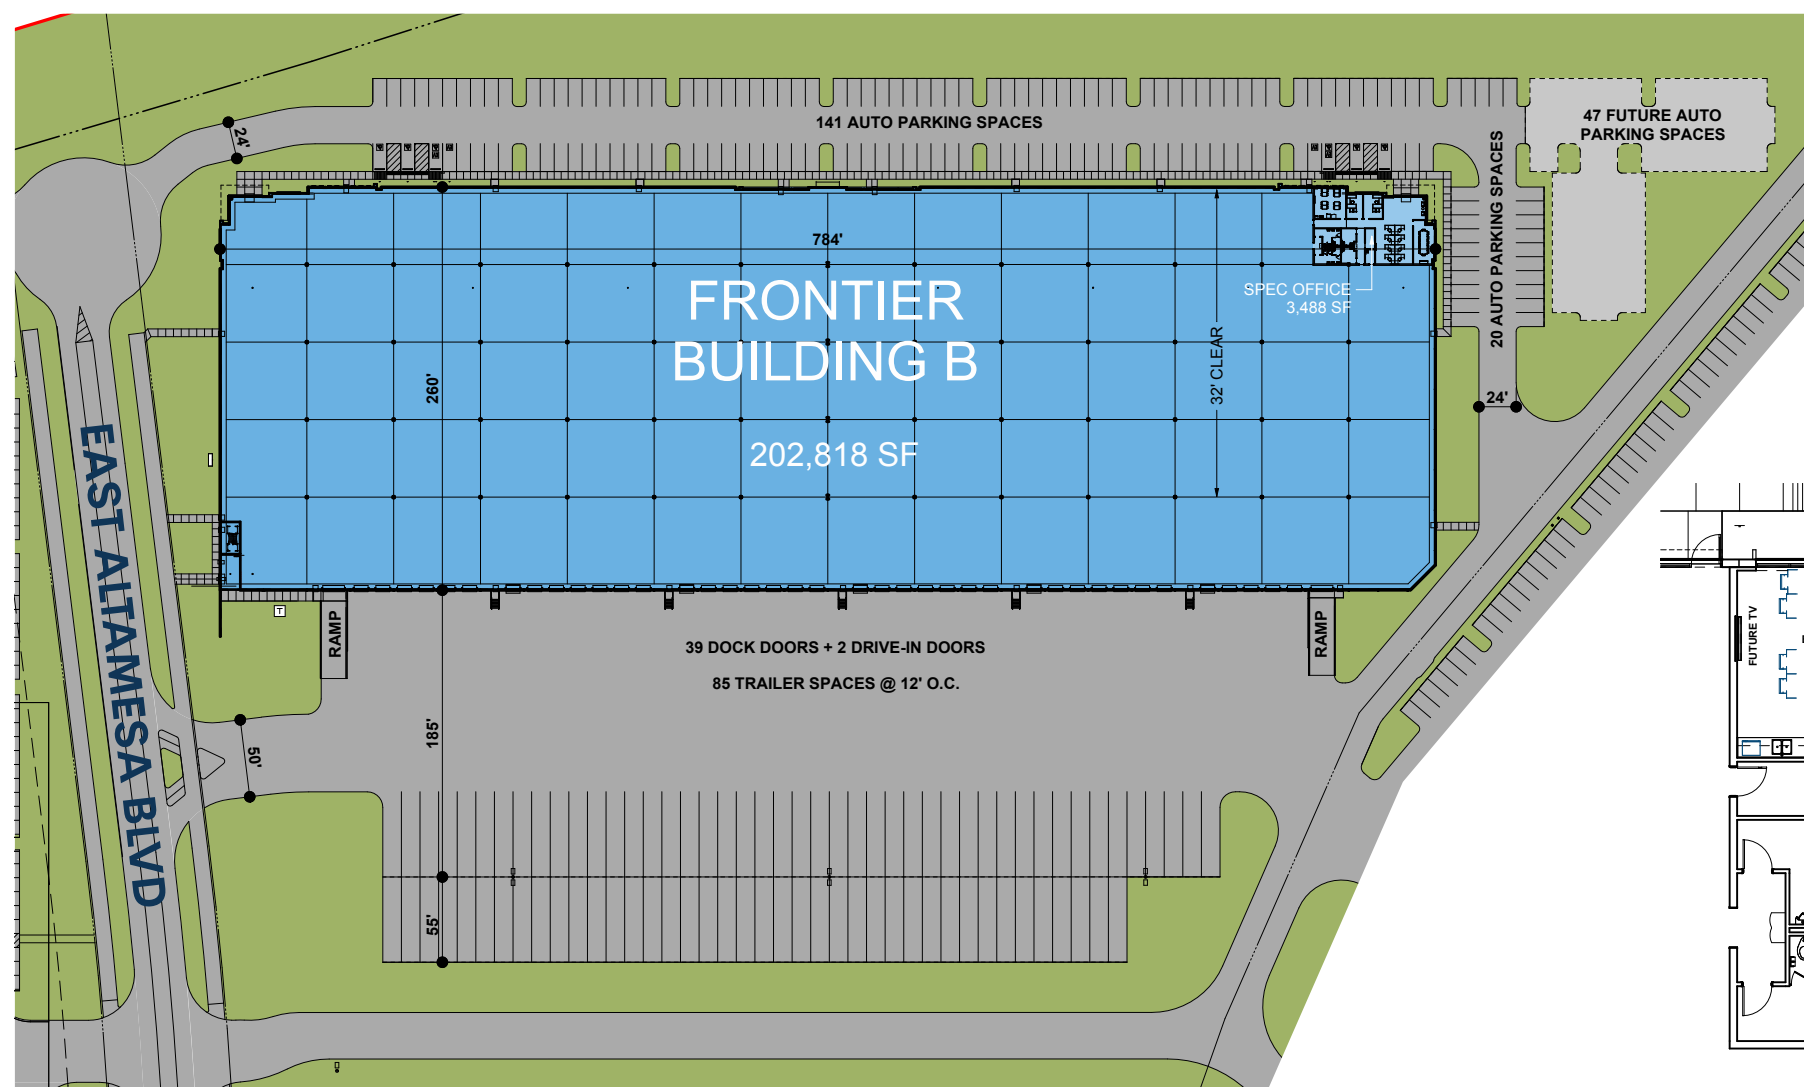 141 AUTO PARKING SPACES
47 FUTURE AUTO
PARKING SPACES
24'
20 AUTO PARKING SPACES
784'
FRONTIER
BUILDING B
SPEC OFFICE
3,488 SF
32' CLEAR
260'
24'
202,818 SF
EAST ALTAMESA BLVD
T
RAMP
RAMP
39 DOCK DOORS + 2 DRIVE-IN DOORS
85 TRAILER SPACES @ 12' O.C.
FUTURE TV
185'
50'
55'